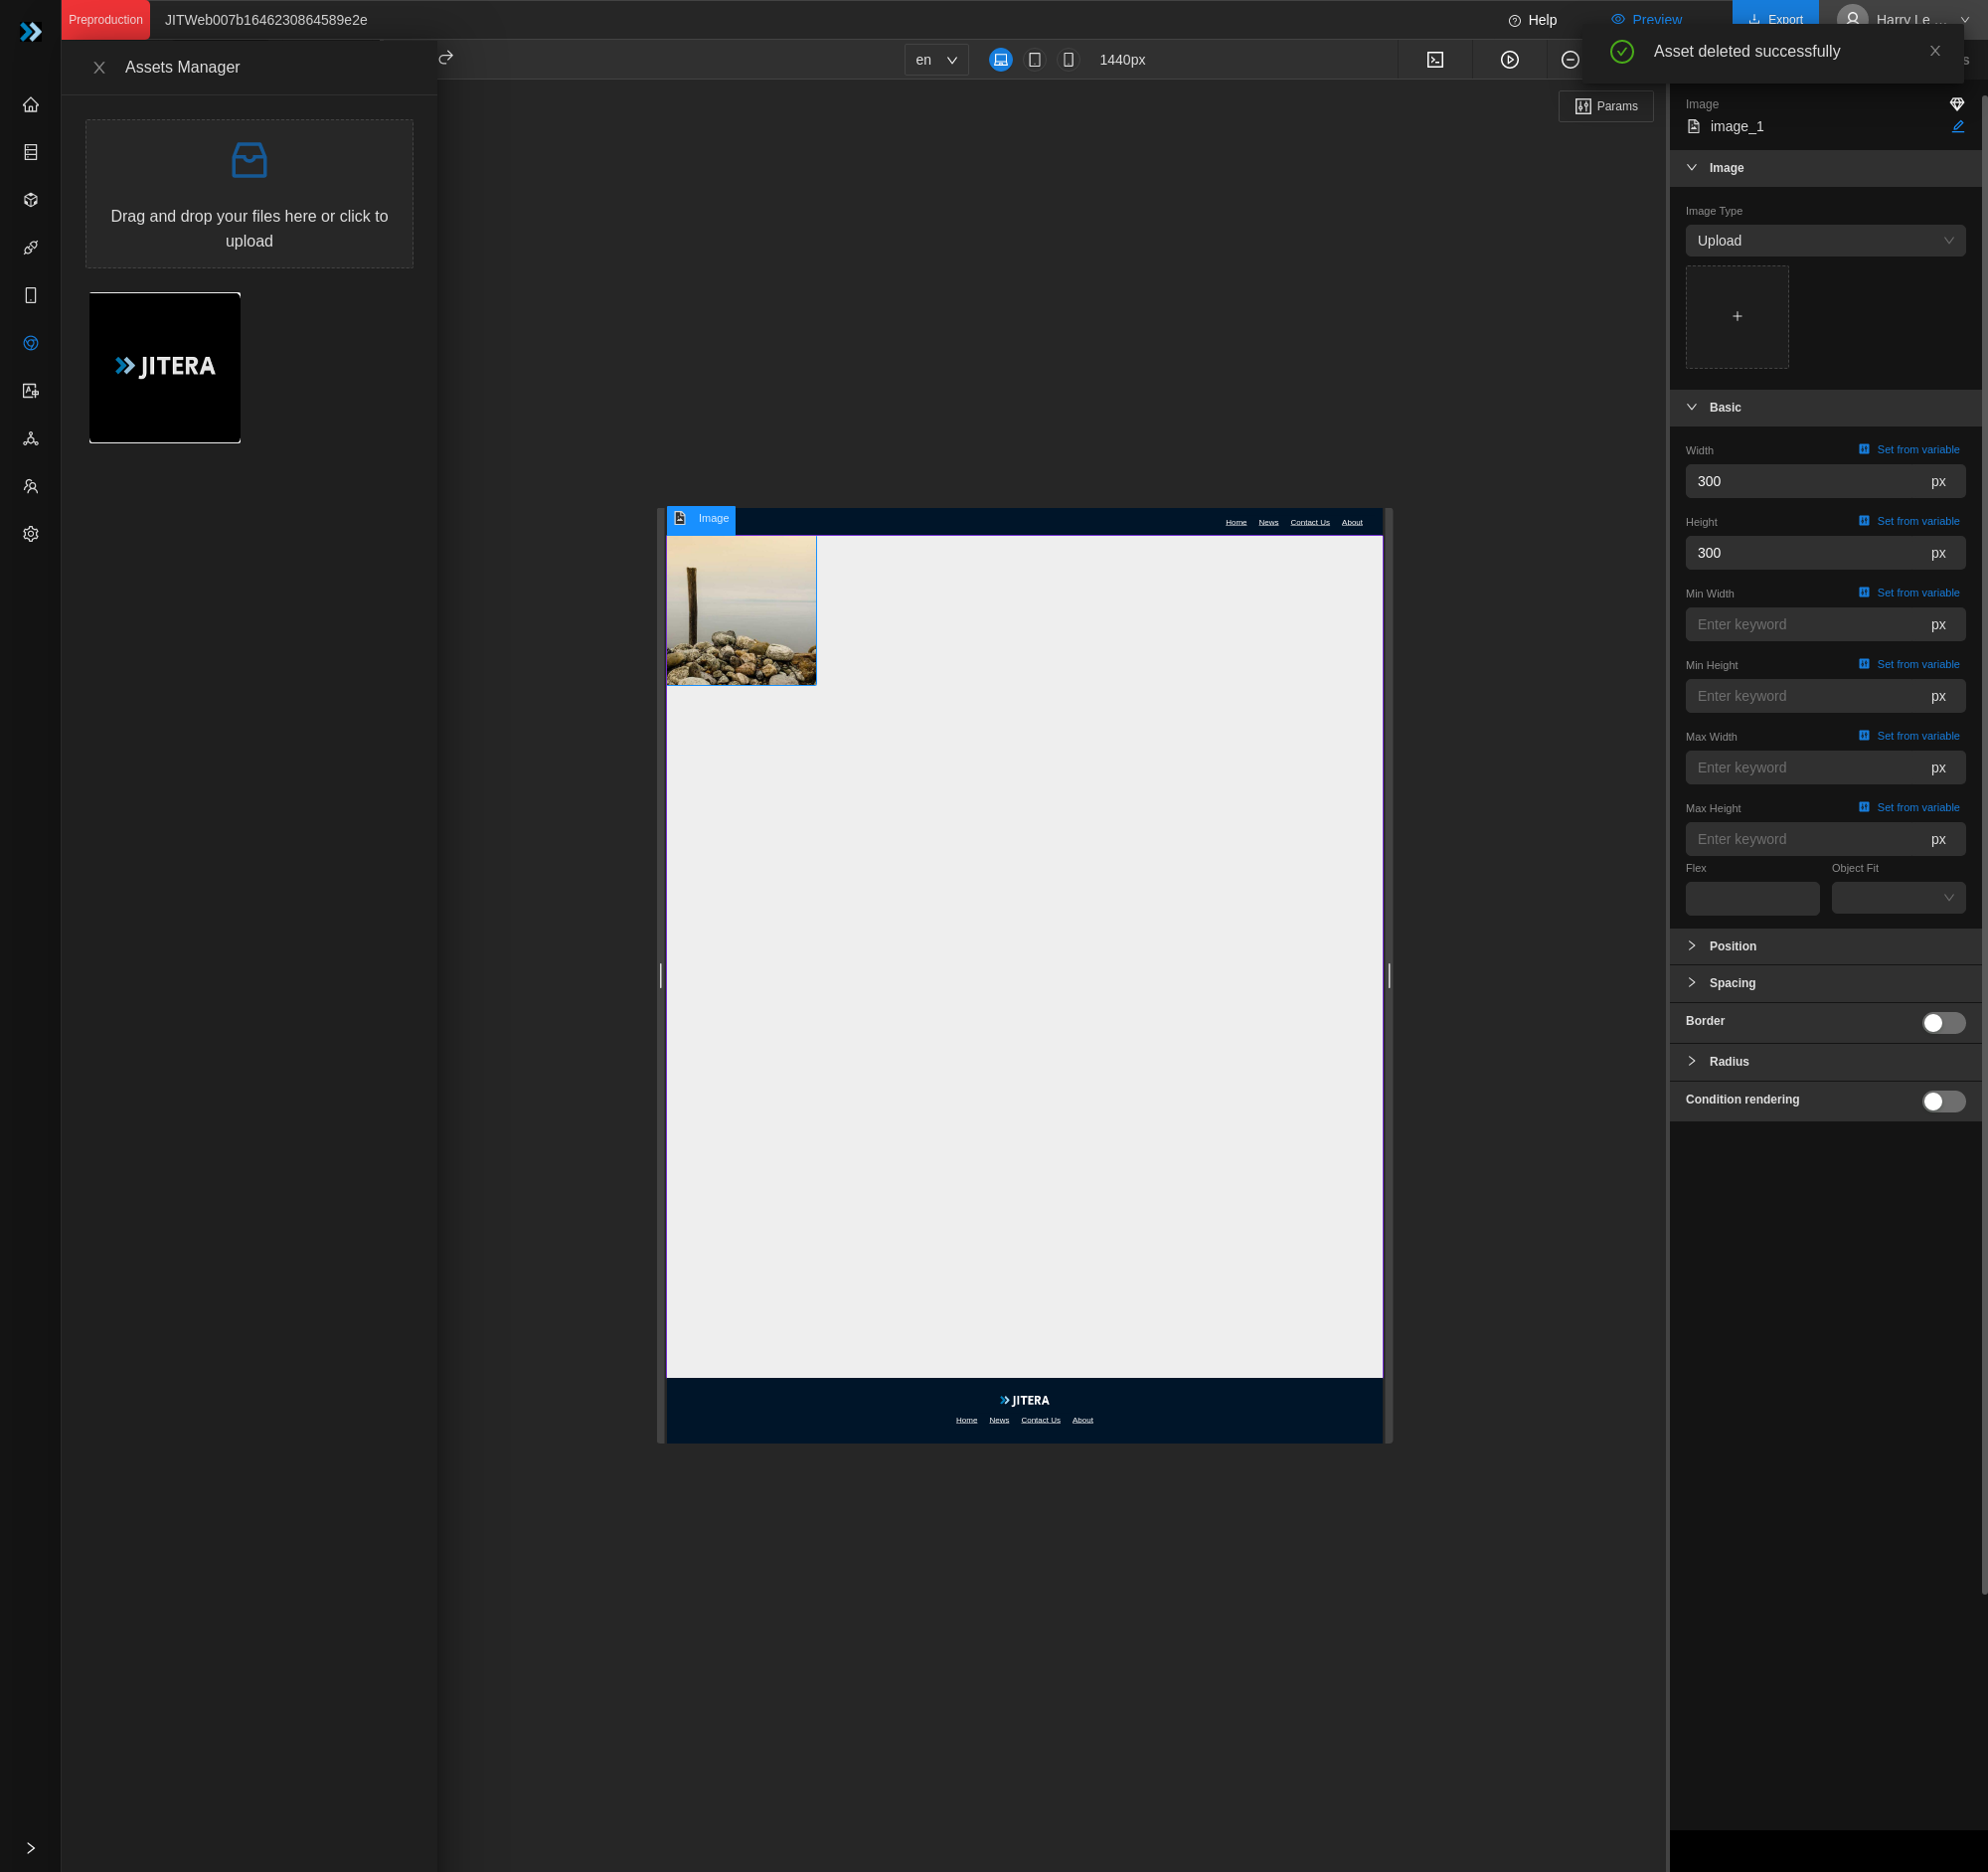 Preproduction
JITWeb007b1646230864589e2e
Help
Preview
Export
Harry Le ...
Assets Manager
en
1440px
Asset deleted successfully
Params
Drag and drop your files here or click to
upload
JITERA
Image
image_1
Image
Image Type
Upload
Basic
Width
Set from variable
300
px
Height
Set from variable
300
px
Min Width
Set from variable
Enter keyword
px
Min Height
Set from variable
Enter keyword
px
Max Width
Set from variable
Enter keyword
px
Max Height
Set from variable
Enter keyword
px
Flex
Object Fit
Position
Spacing
Border
Radius
Condition rendering
Image
Home News Contact Us About
JITERA
Home News Contact Us About